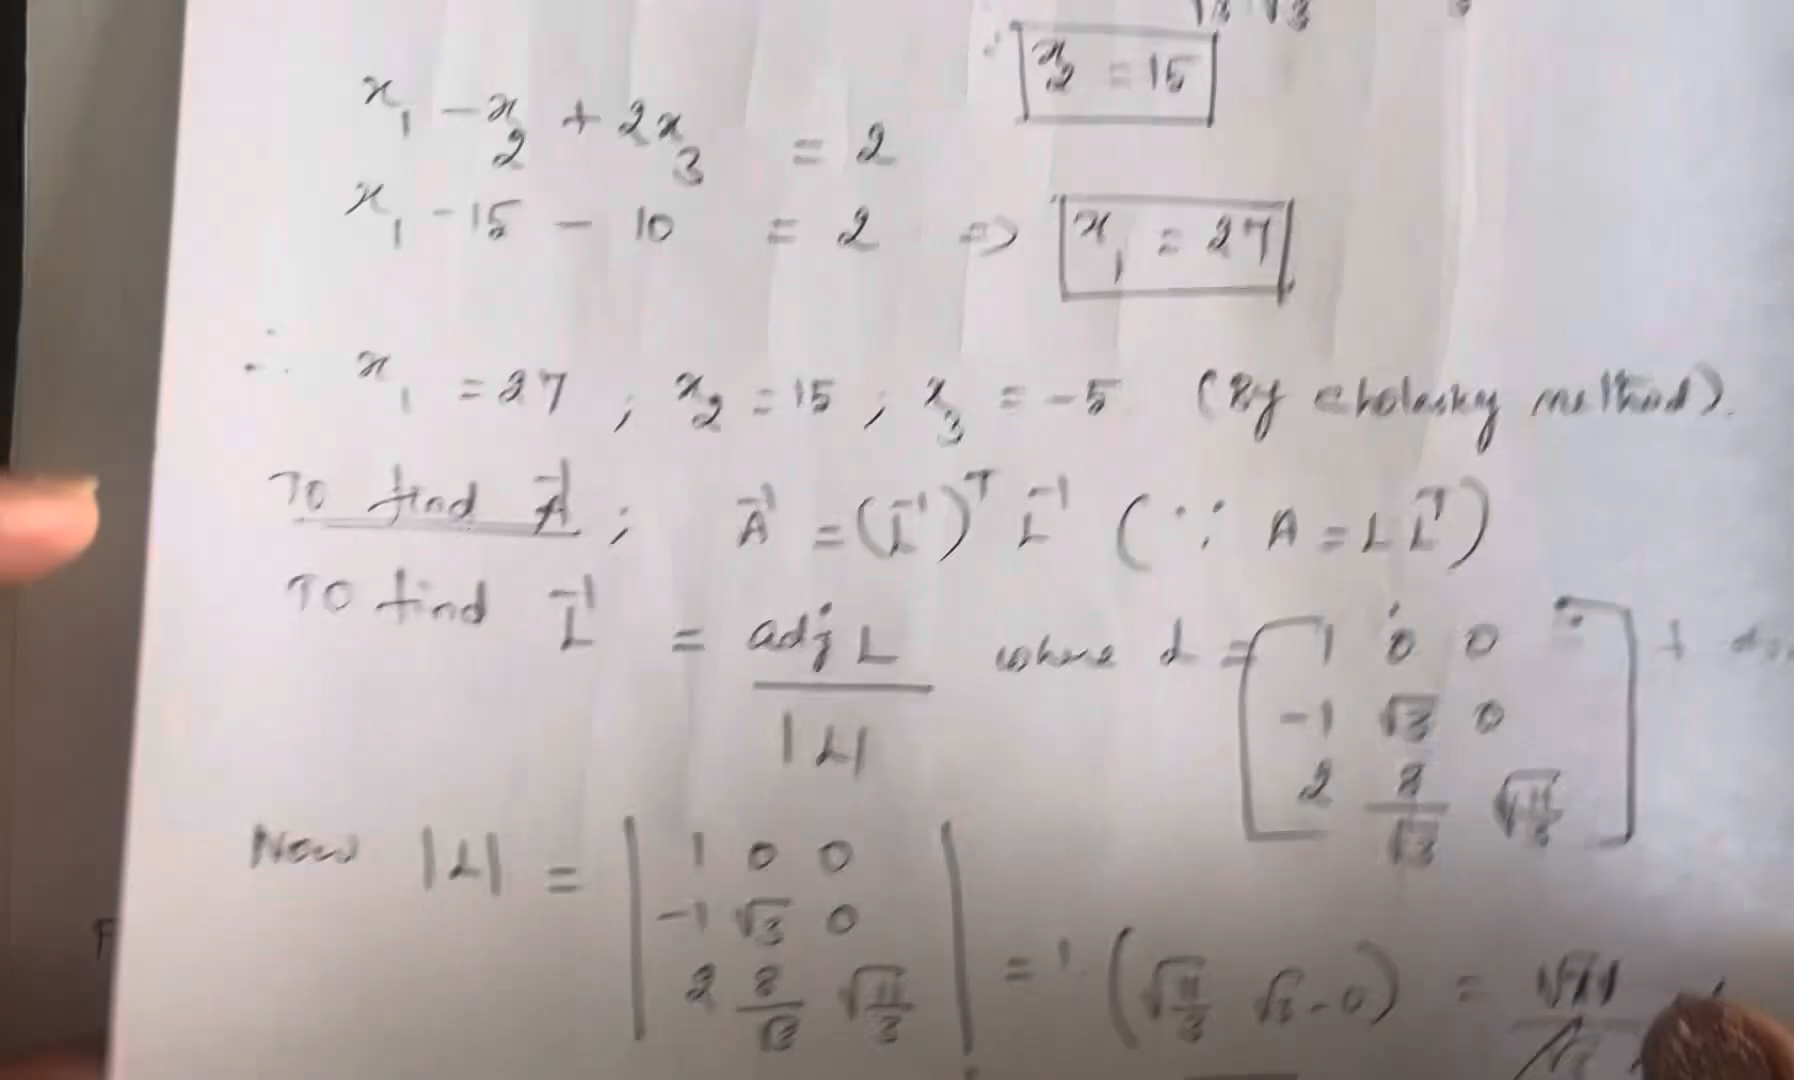 x₂ = 15
x₁ - x₂ + 2x₃ = 2
x₁ - 15 - 10 = 2 => x₁ = 27
∴ x₁ = 27 ; x₂ = 15 ; x₃ = -5 (By cholasky method).
To find A⁻¹ ; A⁻¹ = (L⁻¹)ᵀ L⁻¹ (∵ A = L Lᵀ)
To find L⁻¹ = adj L / |L| where L = [ 1 0 0
-1 √3 0
2 8/√3 √11/3 ]
Now |L| = | 1 0 0
-1 √3 0
2 8/√3 √11/3 | = 1 (√11/3 √3 - 0) = √11